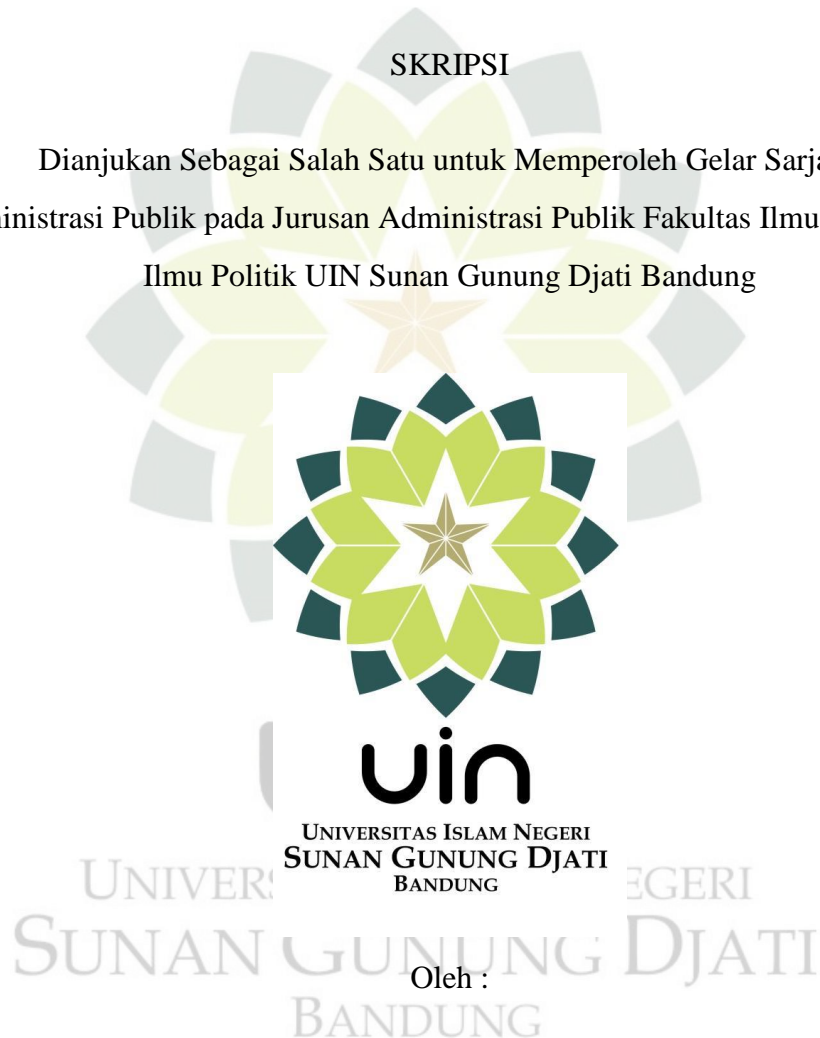 SKRIPSI
Dianjukan Sebagai Salah Satu untuk Memperoleh Gelar
Publik pada Jurusan Administrasi Publik Fakultas Ilmu
Ilmu Politik UIN Sunan Gunung Djati Bandung
uin
UNIVERSITAS ISLAM NEGERI
SUNAN GUNUNG DJATI
BANDUNG
SUNAN GUNUNG DJATI
Oleh :
BANDUNG